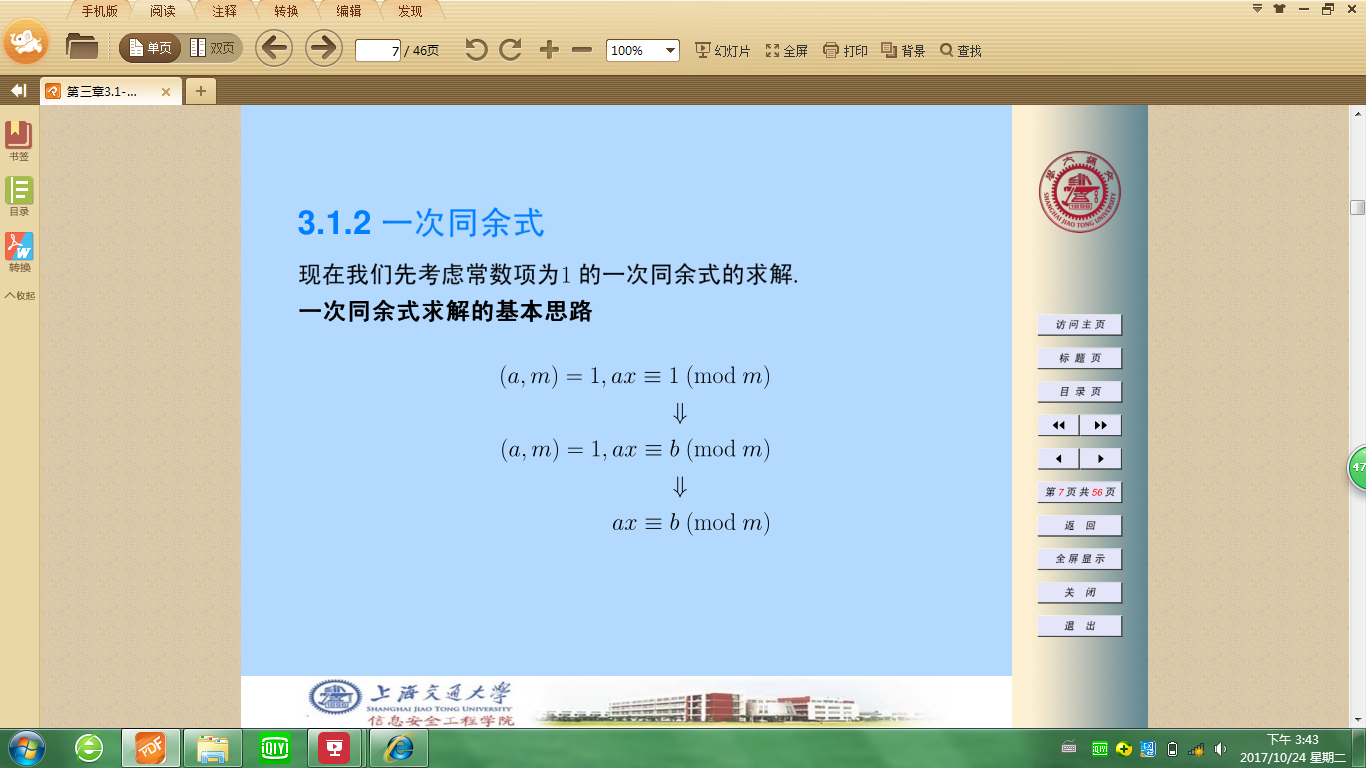 手机版 阅读 注释 转换 编辑 发现
单页 双页 7 / 46页 100% 幻灯片 全屏 打印 背景 查找
第三章3.1-...
书签
目录
转换
收起
3.1.2 一次同余式
现在我们先考虑常数项为1 的一次同余式的求解.
一次同余式求解的基本思路
(a, m) = 1, ax ≡ 1 (mod m)
⇓
(a, m) = 1, ax ≡ b (mod m)
⇓
ax ≡ b (mod m)
SHANGHAI JIAO TONG UNIVERSITY
访问主页
标题页
目录页
第 7 页 共 56 页
返回
全屏显示
关闭
退出
47
上海交通大学
SHANGHAI JIAO TONG UNIVERSITY
信息安全工程学院
PDF
iQIYI
下午 3:43
2017/10/24 星期二